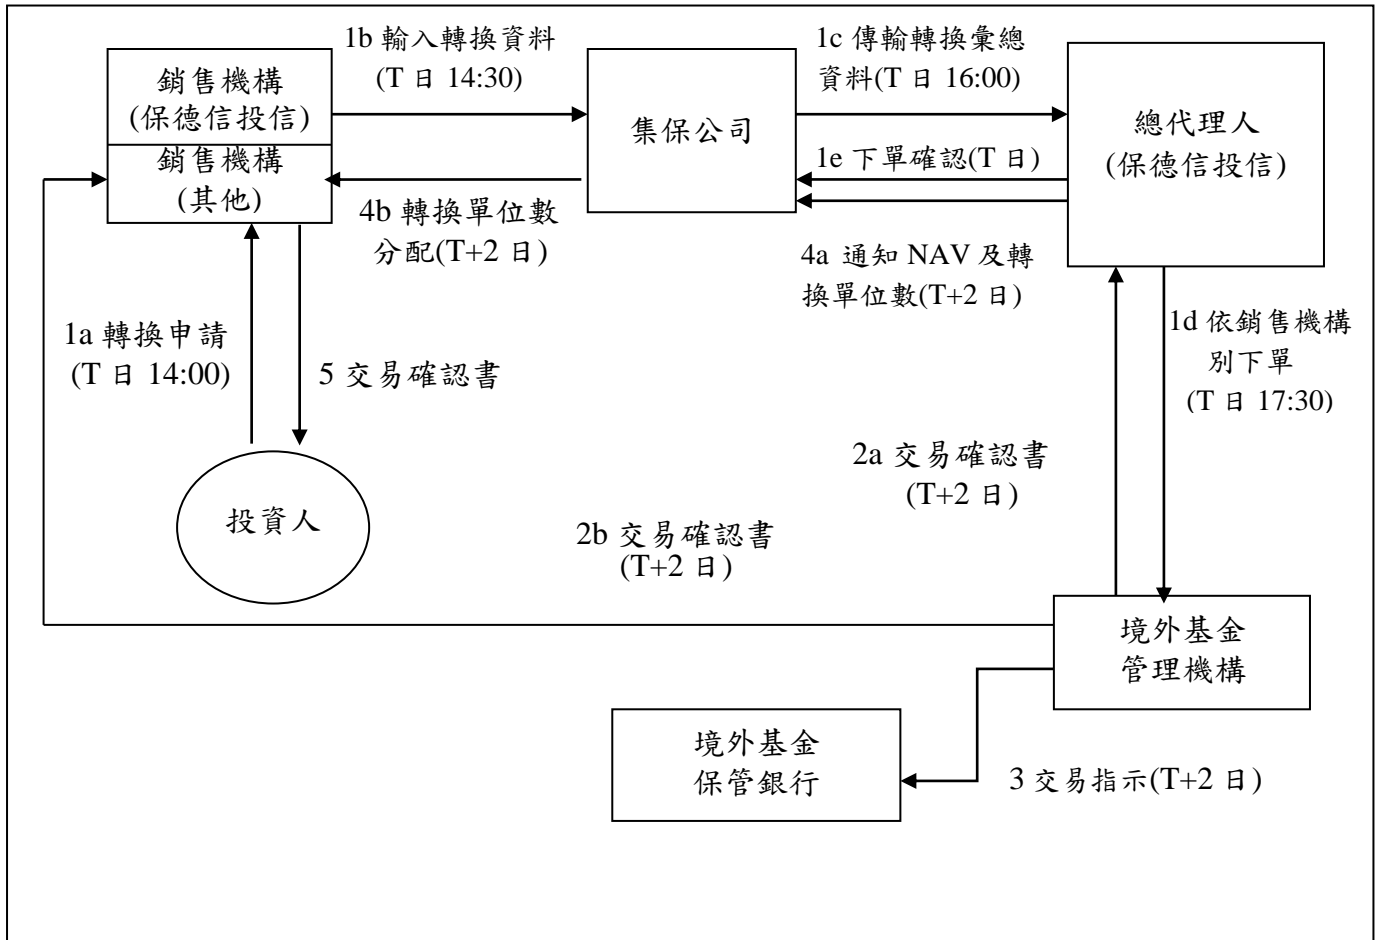 1b 輸入轉換資料
(T 日 14:30)
1c 傳輸轉換彙總
資料(T 日 16:00)
銷售機構
(保德信投信)
銷售機構
(其他)
集保公司
總代理人
(保德信投信)
1e 下單確認(T 日)
4b 轉換單位數
分配(T+2 日)
4a 通知 NAV 及轉
換單位數(T+2 日)
1a 轉換申請
(T 日 14:00)
5 交易確認書
1d 依銷售機構
別下單
(T 日 17:30)
2a 交易確認書
(T+2 日)
投資人
2b 交易確認書
(T+2 日)
境外基金
管理機構
境外基金
保管銀行
3 交易指示(T+2 日)